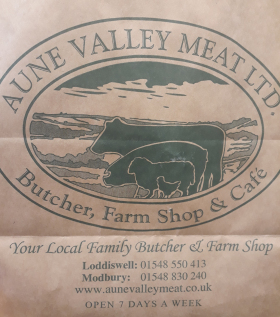 AUNE VALLEY MEAT LTD.
Butcher, Farm Shop & Café
Your Local Family Butcher & Farm Shop
Loddiswell: 01548 550 413
Modbury: 01548 830 240
www.aunevalleymeat.co.uk
OPEN 7 DAYS A WEEK